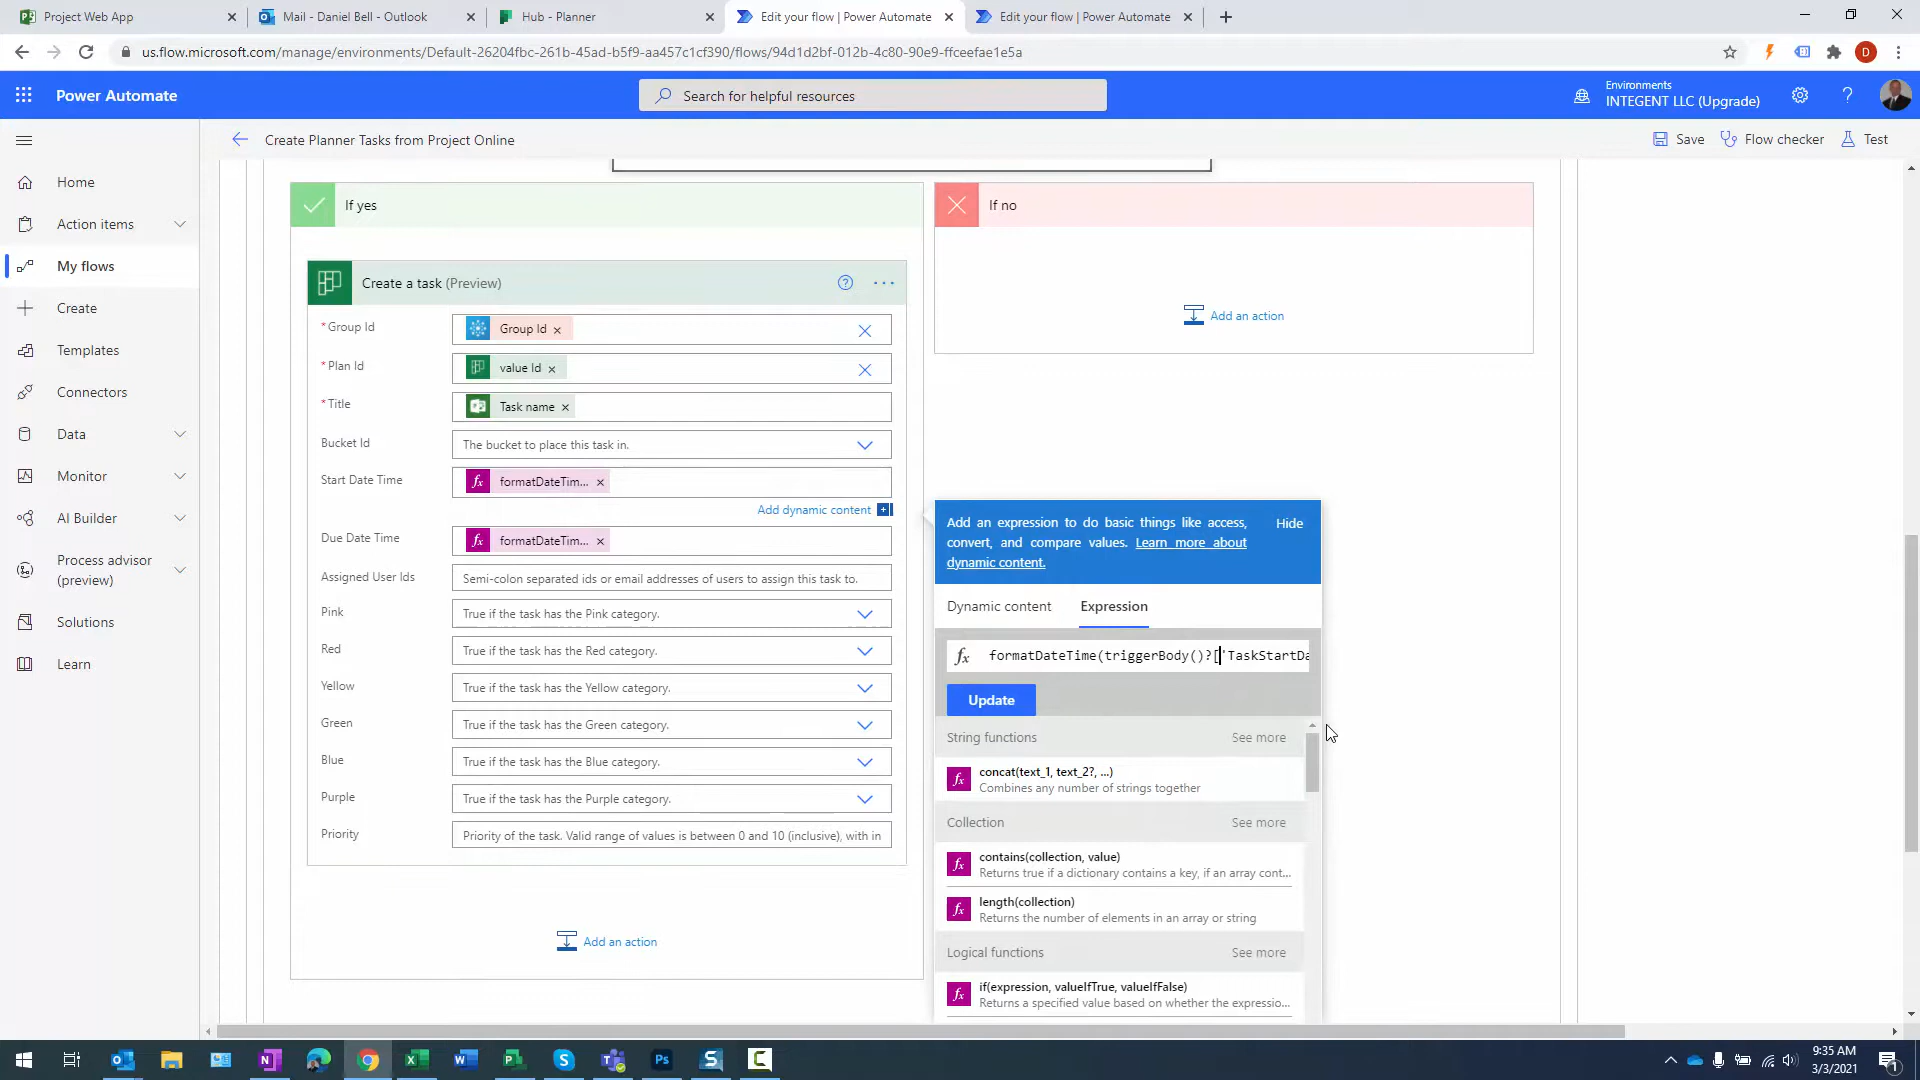 Project Web App
Mail - Daniel Bell - Outlook
Hub - Planner
Edit your flow | Power Automate
Edit your flow | Power Automate
us.flow.microsoft.com/manage/environments/Default-26204fbc-261b-45ad-b5f9-aa457c1cf390/flows/94d1d2bf-012b-4c80-90e9-ffceefae1e5a
D
Power Automate
Search for helpful resources
Environments
INTEGENT LLC (Upgrade)
?
Create Planner Tasks from Project Online
Save
Flow checker
Test
Home
Action items
My flows
Create
Templates
Connectors
Data
Monitor
AI Builder
Process advisor
(preview)
Solutions
Learn
If yes
If no
Add an action
Create a task (Preview)
* Group Id
Group Id
* Plan Id
value Id
* Title
Task name
Bucket Id
The bucket to place this task in.
Start Date Time
fx formatDateTim...
Add dynamic content
Due Date Time
fx formatDateTim...
Assigned User Ids
Semi-colon separated ids or email addresses of users to assign this task to.
Pink
True if the task has the Pink category.
Red
True if the task has the Red category.
Yellow
True if the task has the Yellow category.
Green
True if the task has the Green category.
Blue
True if the task has the Blue category.
Purple
True if the task has the Purple category.
Priority
Priority of the task. Valid range of values is between 0 and 10 (inclusive), with in
Add an action
Add an expression to do basic things like access,
convert, and compare values. Learn more about
dynamic content.
Hide
Dynamic content
Expression
fx formatDateTime(triggerBody()?['TaskStartDa
Update
String functions
See more
fx concat(text_1, text_2?, ...)
Combines any number of strings together
Collection
See more
fx contains(collection, value)
Returns true if a dictionary contains a key, if an array cont...
fx length(collection)
Returns the number of elements in an array or string
Logical functions
See more
fx if(expression, valueIfTrue, valueIfFalse)
Returns a specified value based on whether the expressio...
9:35 AM
3/3/2021